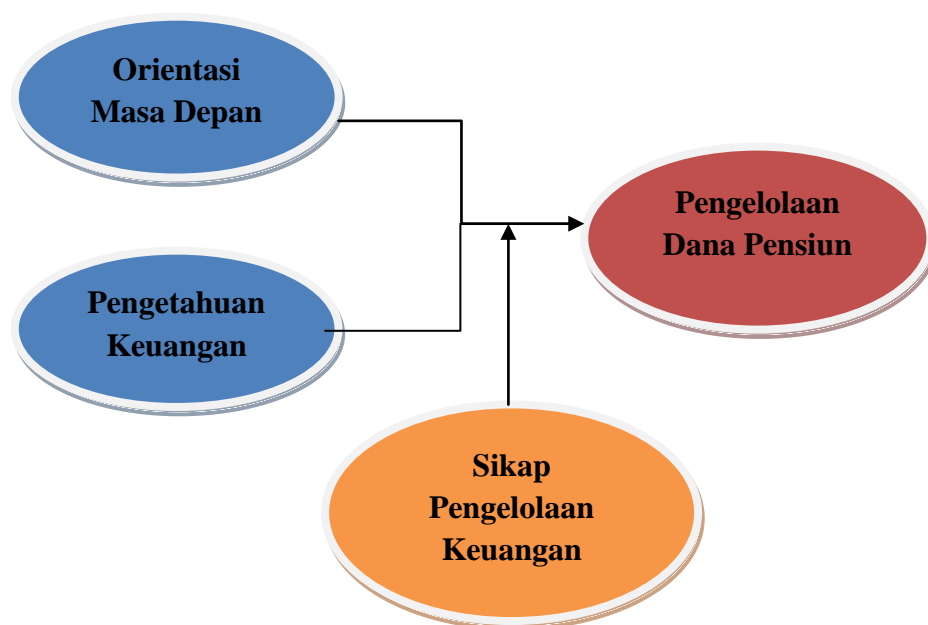 Orientasi
Masa Depan
Pengelolaan
Dana Pensiun
Pengetahuan
Keuangan
Sikap
Pengelolaan
Keuangan